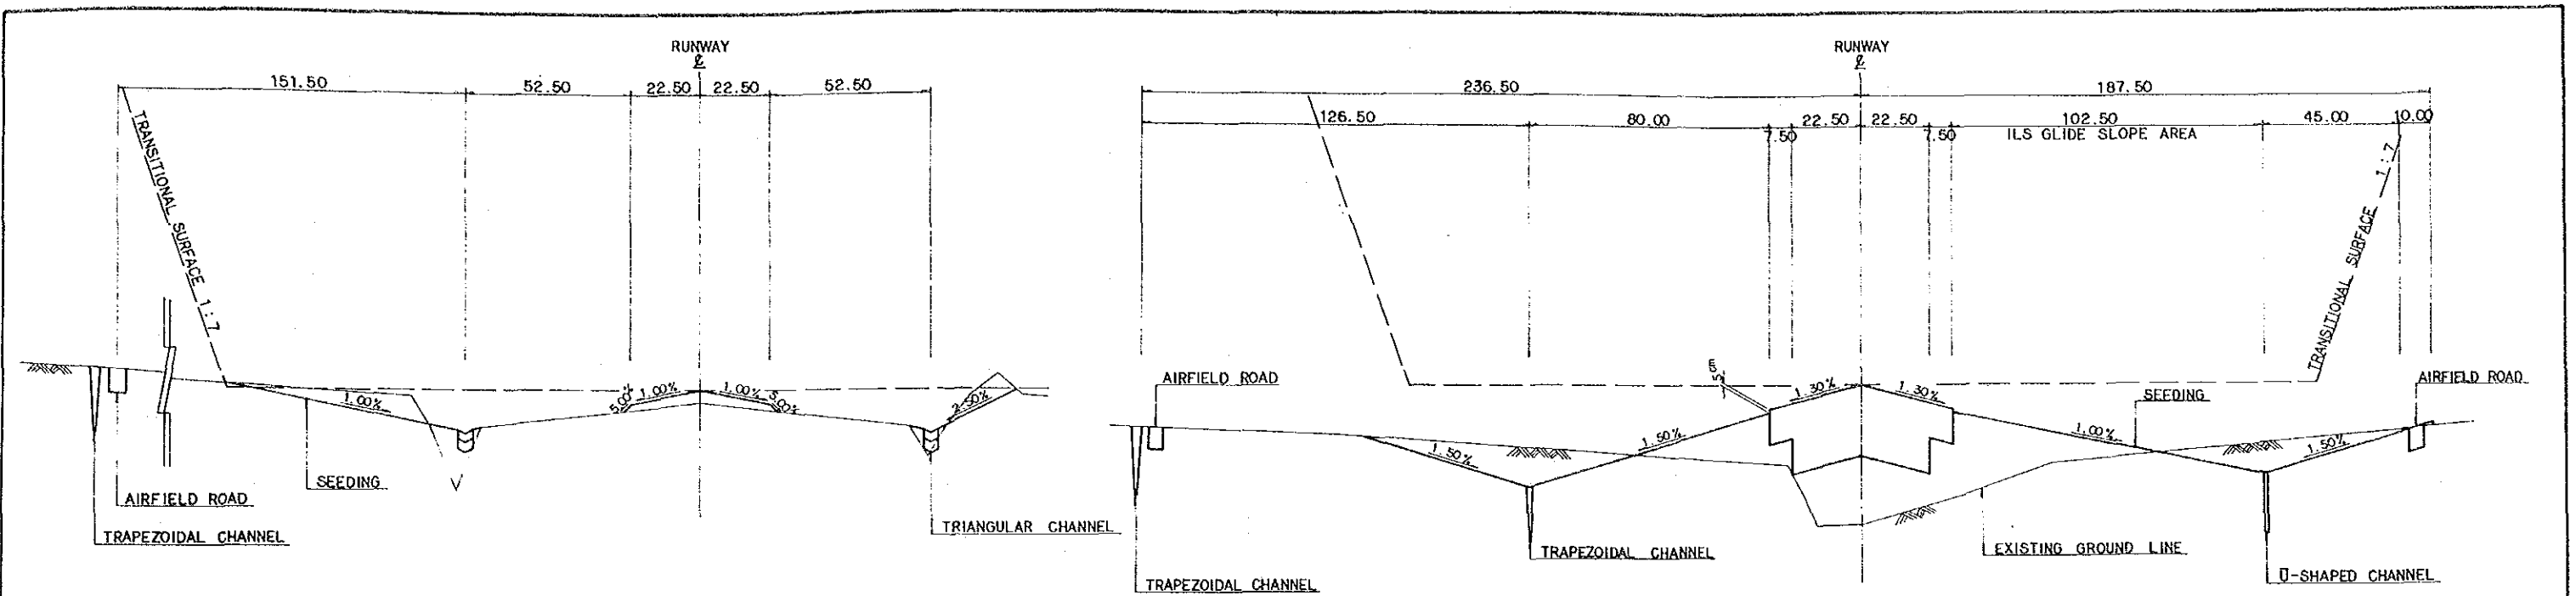 RUNWAY
℄
151.50 52.50 22.50 22.50 52.50
TRANSITIONAL SURFACE 1:7
1.00% 5.00% 1.00% 1.00% 5.00% 2.50%
SEEDING
AIRFIELD ROAD
TRIANGULAR CHANNEL
TRAPEZOIDAL CHANNEL
RUNWAY
℄
236.50 187.50
126.50 80.00 7.50 22.50 22.50 7.50 102.50 45.00 10.00
ILS GLIDE SLOPE AREA
TRANSITIONAL SURFACE 1:7
AIRFIELD ROAD
1.30% 1.30%
SEEDING
AIRFIELD ROAD
1.50% 1.50% 1.00% 1.50%
TRAPEZOIDAL CHANNEL
EXISTING GROUND LINE
TRAPEZOIDAL CHANNEL
U-SHAPED CHANNEL